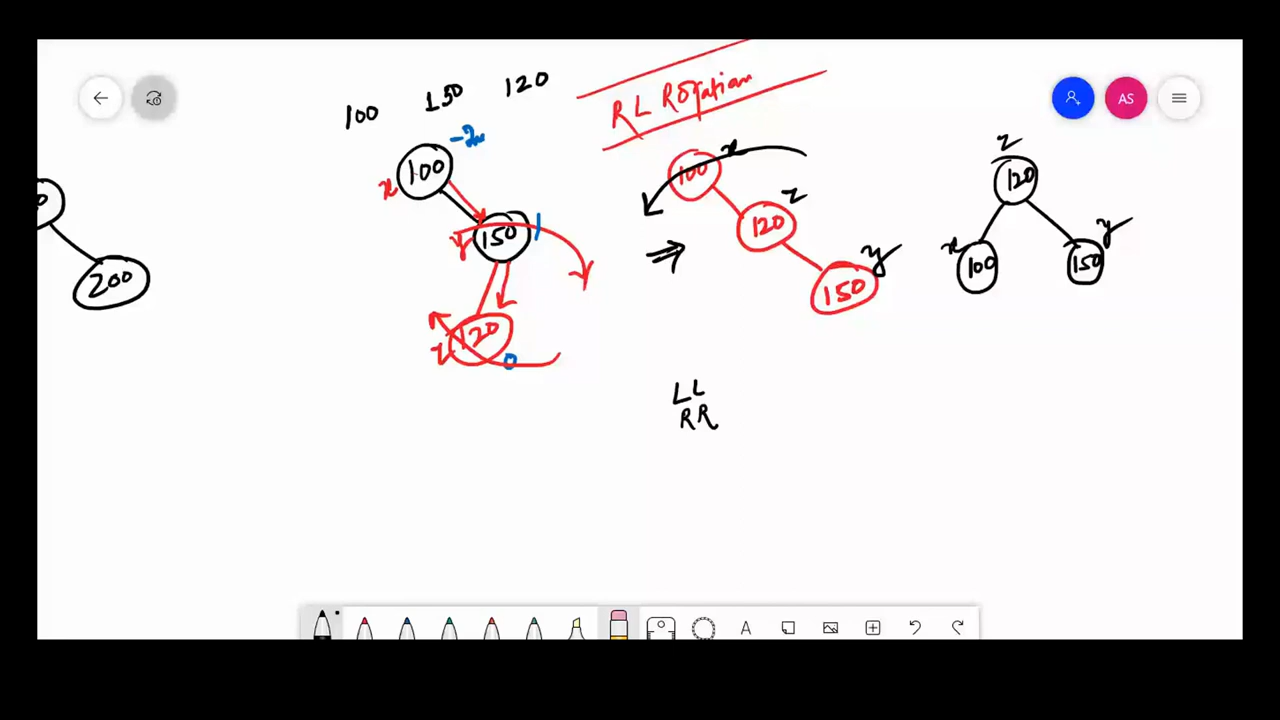 100 150 120
RL Rotation
-2
x 100
y 150 1
z 120 0
100 x
120 z
150 y
z
120
x 100
y 150
200
LL
RR
AS
A